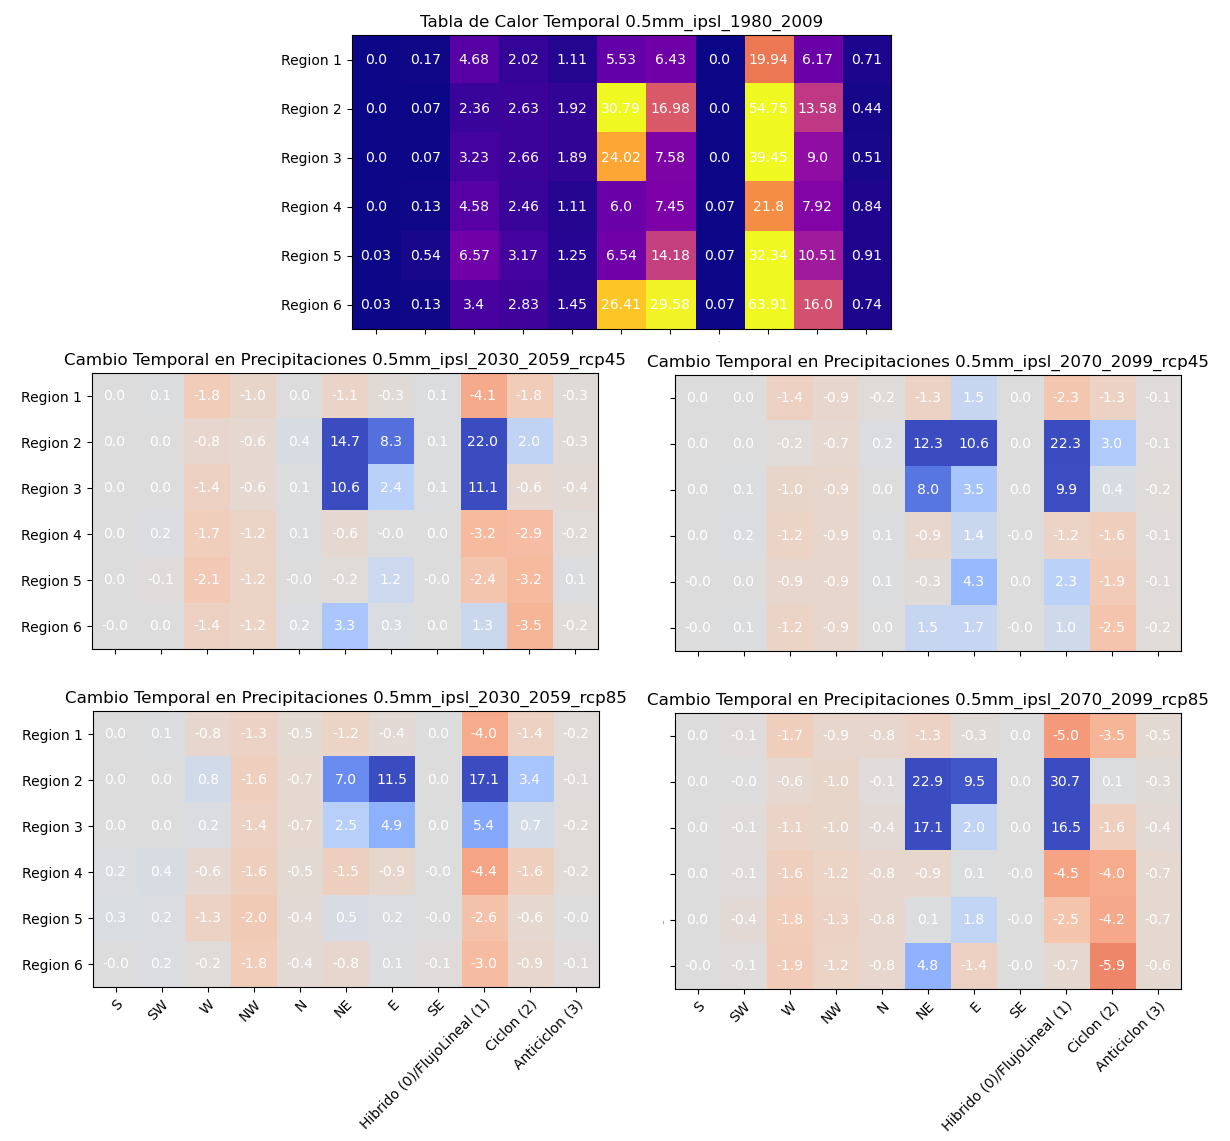 Tabla de Calor Temporal 0.5mm_ipsl_1980_2009
Region 1 0.0 0.17 4.68 2.02 1.11 5.53 6.43 0.0 19.94 6.17 0.71
Region 2 0.0 0.07 2.36 2.63 1.92 30.79 16.98 0.0 54.75 13.58 0.44
Region 3 0.0 0.07 3.23 2.66 1.89 24.02 7.58 0.0 39.45 9.0 0.51
Region 4 0.0 0.13 4.58 2.46 1.11 6.0 7.45 0.07 21.8 7.92 0.84
Region 5 0.03 0.54 6.57 3.17 1.25 6.54 14.18 0.07 32.34 10.51 0.91
Region 6 0.03 0.13 3.4 2.83 1.45 26.41 29.58 0.07 63.91 16.0 0.74
Cambio Temporal en Precipitaciones 0.5mm_ipsl_2030_2059_rcp45
Region 1 0.0 0.1 -1.8 -1.0 0.0 -1.1 -0.3 0.1 -4.1 -1.8 -0.3
Region 2 0.0 0.0 -0.8 -0.6 0.4 14.7 8.3 0.1 22.0 2.0 -0.3
Region 3 0.0 0.0 -1.4 -0.6 0.1 10.6 2.4 0.1 11.1 -0.6 -0.4
Region 4 0.0 0.2 -1.7 -1.2 0.1 -0.6 -0.0 0.0 -3.2 -2.9 -0.2
Region 5 0.0 -0.1 -2.1 -1.2 -0.0 -0.2 1.2 -0.0 -2.4 -3.2 0.1
Region 6 -0.0 0.0 -1.4 -1.2 0.2 3.3 0.3 -0.0 1.3 -3.5 -0.2
Cambio Temporal en Precipitaciones 0.5mm_ipsl_2070_2099_rcp45
0.0 0.0 -1.4 -0.9 -0.2 -1.3 1.5 0.0 -2.3 -1.3 -0.1
0.0 0.0 -0.2 -0.7 0.2 12.3 10.6 0.0 22.3 3.0 -0.1
0.0 0.1 -1.0 -0.9 0.0 8.0 3.5 0.0 9.9 0.4 -0.2
0.0 0.2 -1.2 -0.9 0.1 -0.9 1.4 -0.0 -1.2 -1.6 -0.1
-0.0 0.0 -0.9 -0.9 0.1 -0.3 4.3 0.0 2.3 -1.9 -0.1
-0.0 0.1 -1.2 -0.9 0.0 1.5 1.7 -0.0 1.0 -2.5 -0.2
Cambio Temporal en Precipitaciones 0.5mm_ipsl_2030_2059_rcp85
Region 1 0.0 0.1 -0.8 -1.3 -0.5 -1.2 -0.4 0.0 -4.0 -1.4 -0.2
Region 2 0.0 0.0 0.8 -1.6 -0.7 7.0 11.5 0.0 17.1 3.4 -0.1
Region 3 0.0 0.0 0.2 -1.4 -0.7 2.5 4.9 0.0 5.4 0.7 -0.2
Region 4 0.2 0.4 -0.6 -1.6 -0.5 -1.5 -0.9 0.0 -4.4 -1.6 -0.2
Region 5 0.3 0.2 -1.3 -2.0 -0.4 0.5 0.2 -0.0 -2.6 -0.6 -0.0
Region 6 -0.0 0.2 -0.2 -1.8 -0.4 -0.8 0.1 -0.1 -3.0 -0.9 -0.1
S SW W NW N NE E SE Hibrido (0)/FlujoLineal (1) Ciclon (2) Anticiclon (3)
Cambio Temporal en Precipitaciones 0.5mm_ipsl_2070_2099_rcp85
0.0 -0.1 -1.7 -0.9 -0.8 -1.3 -0.3 0.0 -5.0 -3.5 -0.5
0.0 -0.0 -0.6 -1.0 -0.1 22.9 9.5 0.0 30.7 0.1 -0.3
0.0 -0.1 -1.1 -1.0 -0.4 17.1 2.0 0.0 16.5 -1.6 -0.4
0.0 -0.1 -1.6 -1.2 -0.8 -0.9 0.1 0.0 -4.5 -4.0 -0.7
0.0 -0.4 -1.8 -1.3 -0.8 0.1 1.8 -0.0 -2.5 -4.2 -0.7
-0.0 -0.1 -1.9 -1.2 -0.8 4.8 -1.4 -0.0 -0.7 -5.9 -0.6
S SW W NW N NE E SE Hibrido (0)/FlujoLineal (1) Ciclon (2) Anticiclon (3)